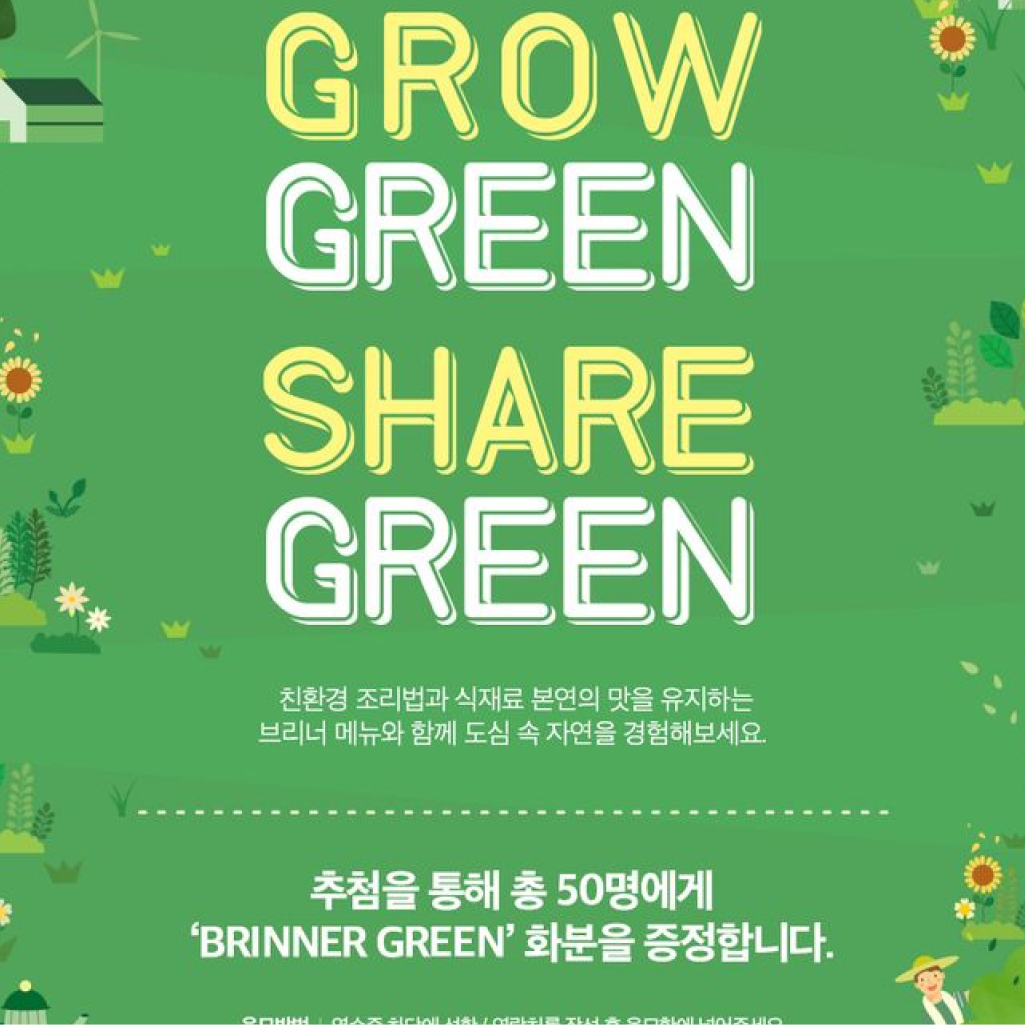 GROW
GREEN
SHARE
GREEN
친환경 조리법과 식재료 본연의 맛을 유지하는
브리너 메뉴와 함께 도심 속 자연을 경험해보세요.
추첨을 통해 총 50명에게
‘BRINNER GREEN’ 화분을 증정합니다.